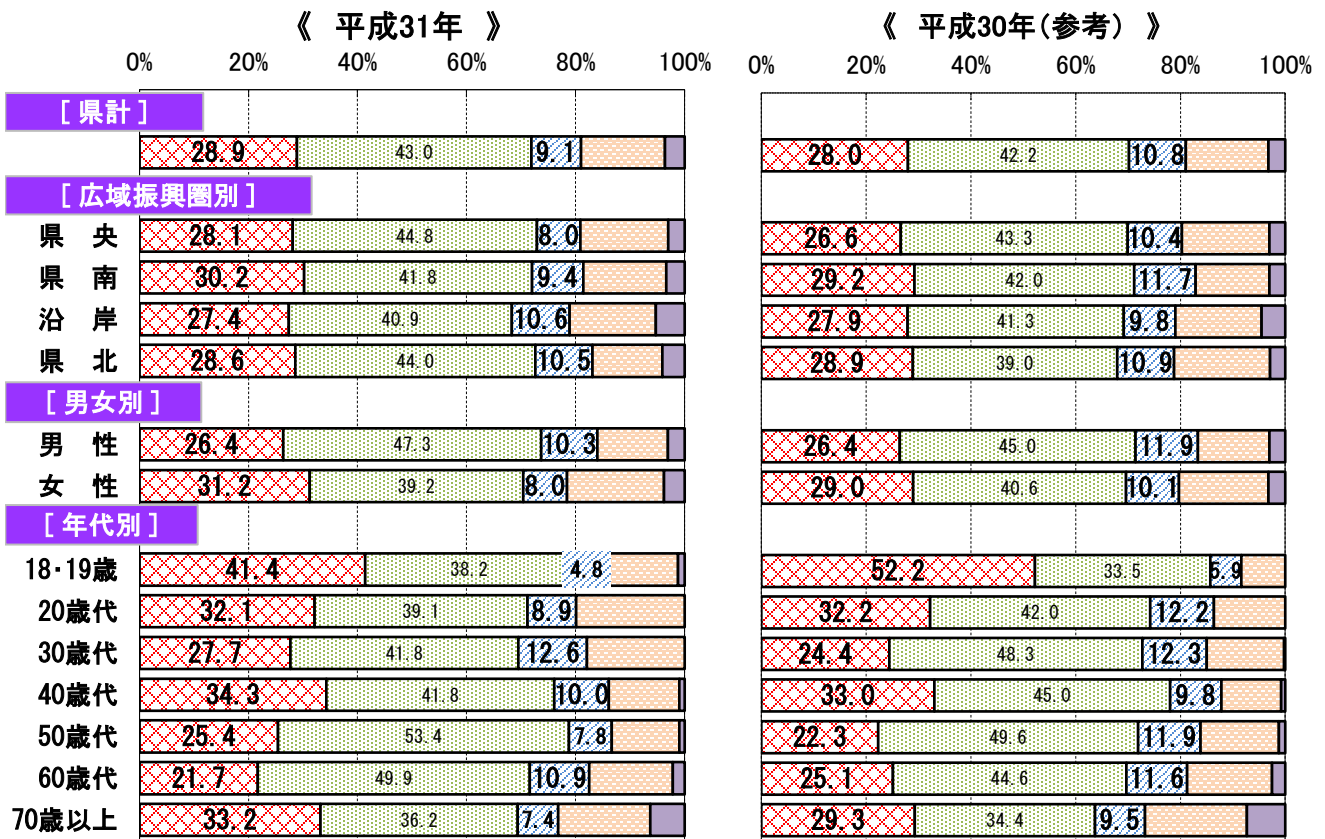 《 平成31年 》 《 平成30年(参考) 》
0% 20% 40% 60% 80% 100% 0% 20% 40% 60% 80% 100%
[ 県計 ]
28.9 43.0 9.1 28.0 42.2 10.8
[ 広域振興圏別 ]
県 央 28.1 44.8 8.0 26.6 43.3 10.4
県 南 30.2 41.8 9.4 29.2 42.0 11.7
沿 岸 27.4 40.9 10.6 27.9 41.3 9.8
県 北 28.6 44.0 10.5 28.9 39.0 10.9
[ 男女別 ]
男 性 26.4 47.3 10.3 26.4 45.0 11.9
女 性 31.2 39.2 8.0 29.0 40.6 10.1
[ 年代別 ]
18・19歳 41.4 38.2 4.8 52.2 33.5 5.9
20歳代 32.1 39.1 8.9 32.2 42.0 12.2
30歳代 27.7 41.8 12.6 24.4 48.3 12.3
40歳代 34.3 41.8 10.0 33.0 45.0 9.8
50歳代 25.4 53.4 7.8 22.3 49.6 11.9
60歳代 21.7 49.9 10.9 25.1 44.6 11.6
70歳以上 33.2 36.2 7.4 29.3 34.4 9.5